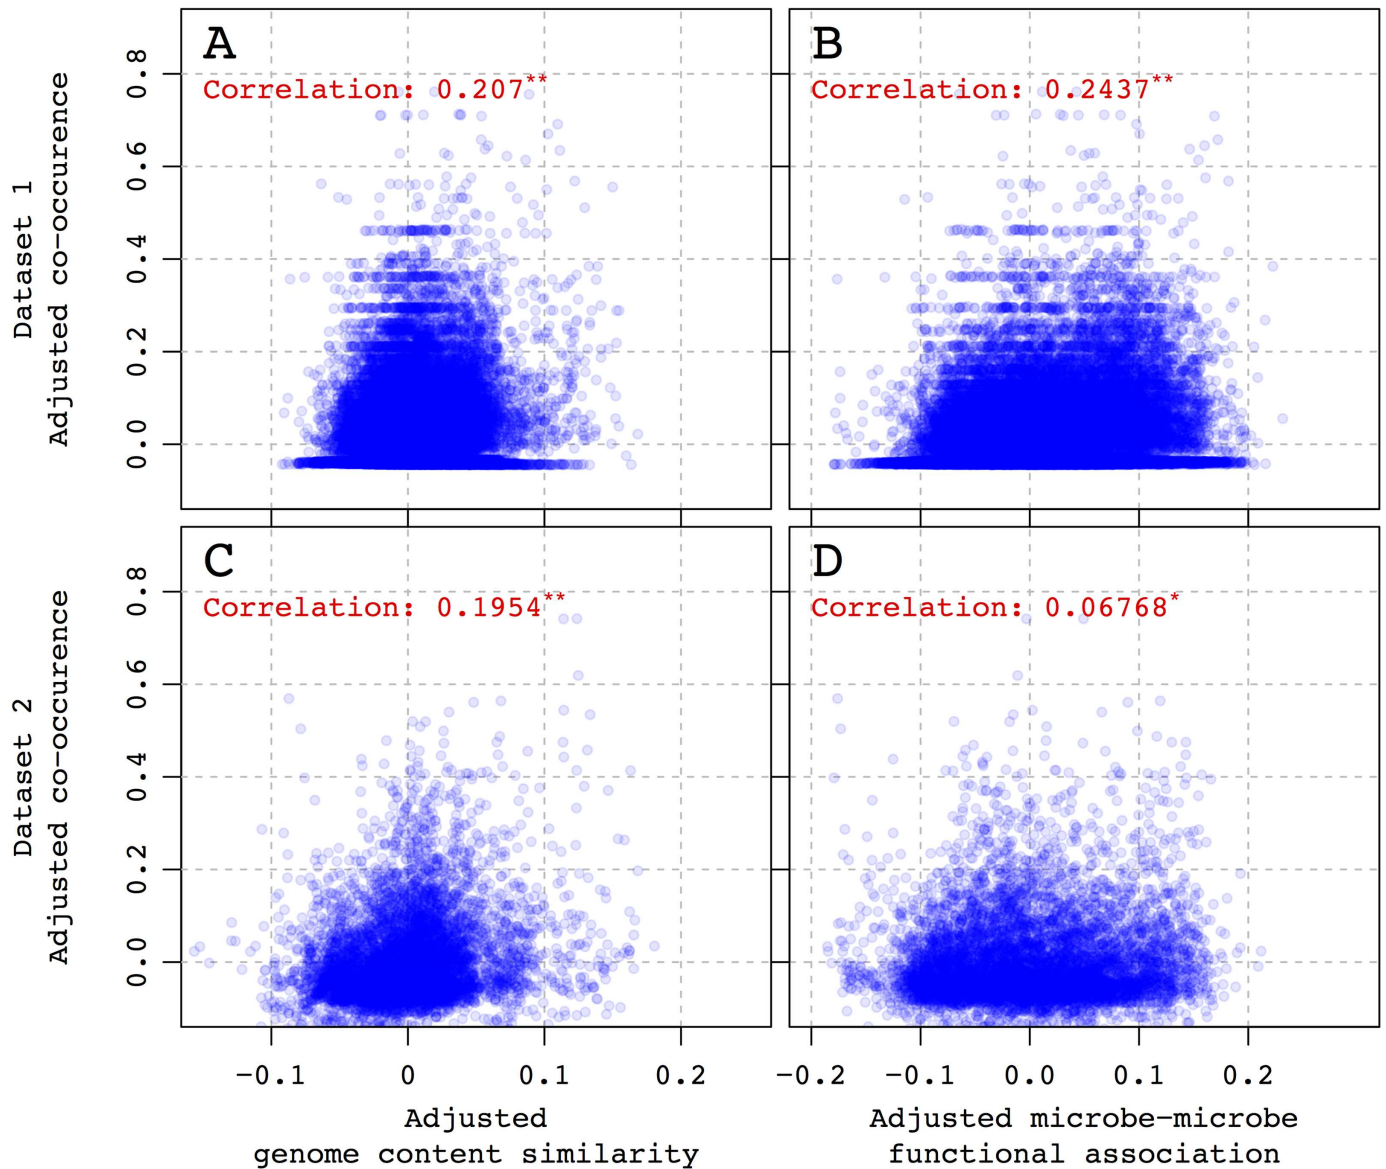 A
Correlation: 0.207**
B
Correlation: 0.2437**
Dataset 1
Adjusted co-occurence
0.0
0.2
0.4
0.6
0.8
C
Correlation: 0.1954**
D
Correlation: 0.06768*
Dataset 2
Adjusted co-occurence
0.0
0.2
0.4
0.6
0.8
-0.1 0 0.1 0.2
-0.2 -0.1 0.0 0.1 0.2
Adjusted
genome content similarity
Adjusted microbe-microbe
functional association